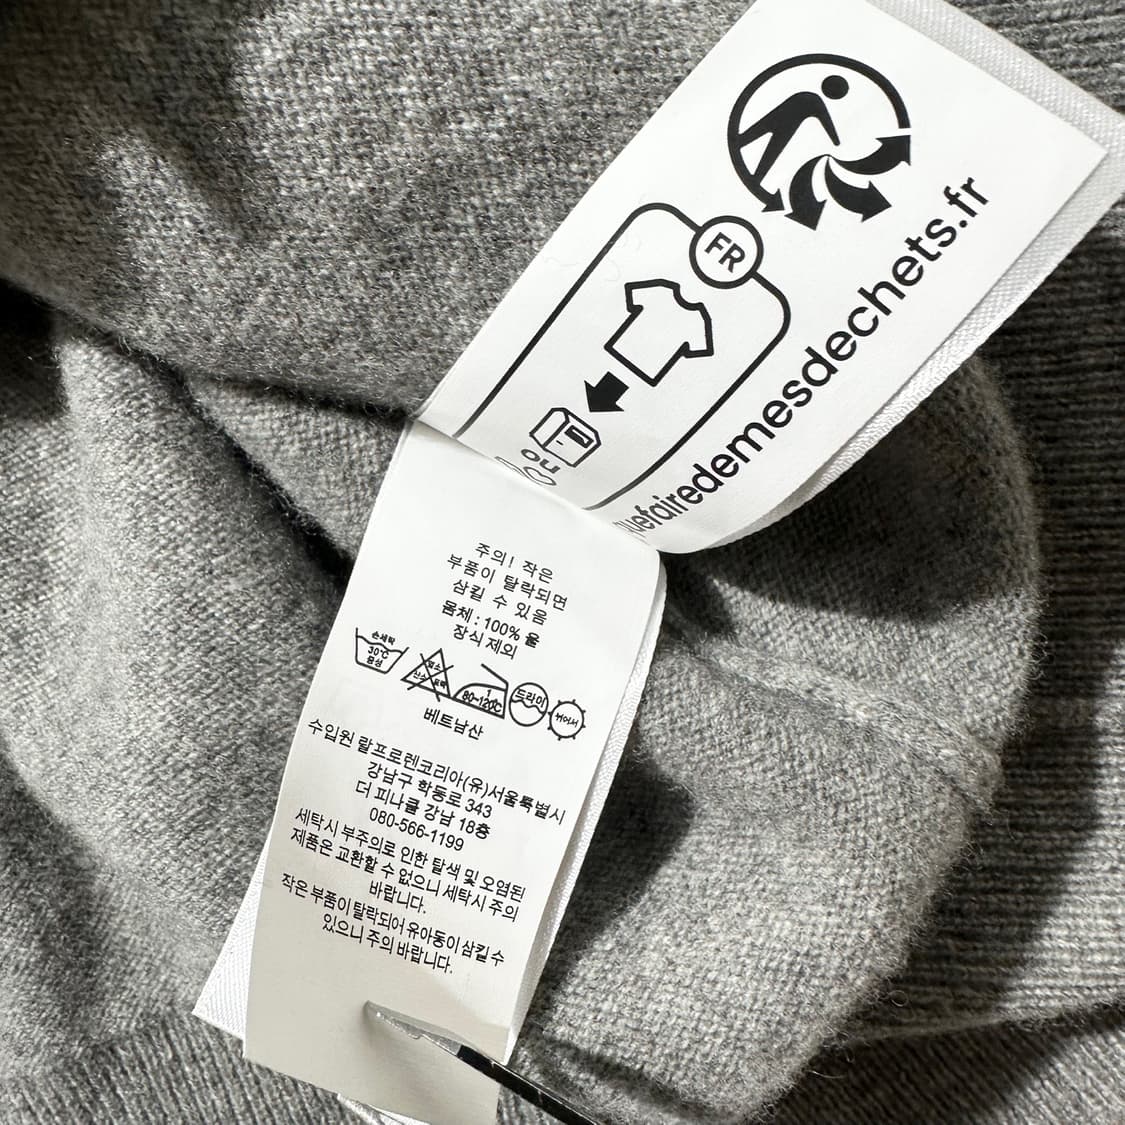 FR
OU
quefairedemesdechets.fr
주의! 작은
부품이 탈락되면
삼킬 수 있음
몸체 : 100% 울
장식 제외
손세탁
30℃
중성
염소
산소 표백
1
80~120℃
드라이
뉘어서
베트남산
수입원 랄프로렌코리아(유)서울특별시
강남구 학동로 343
더 피나클 강남 18층
080-566-1199
세탁시 부주의로 인한 탈색 및 오염된
제품은 교환할 수 없으니 세탁시 주의
바랍니다.
작은 부품이 탈락되어 유아동이 삼킬 수
있으니 주의 바랍니다.